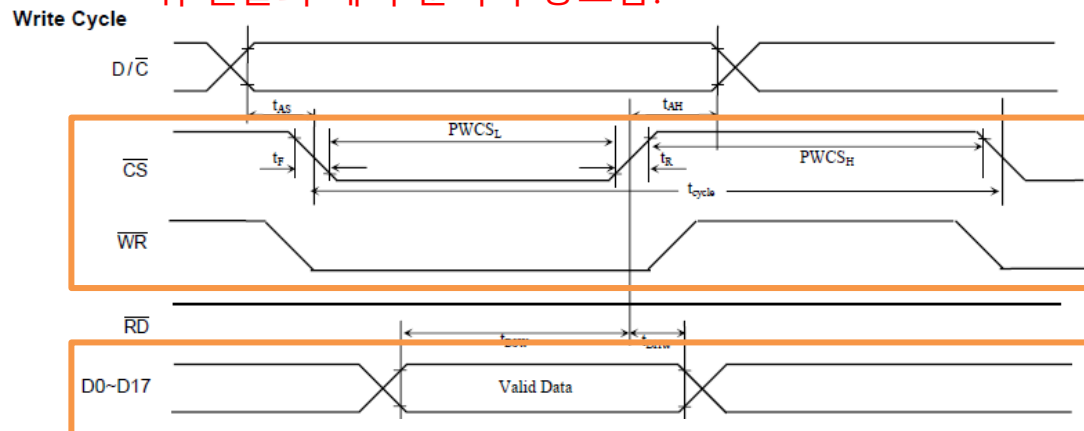 Write Cycle
D/C
tAS
tAH
PWCSL
CS
tF
tR
PWCSH
tcycle
WR
RD
D0~D17
Valid Data